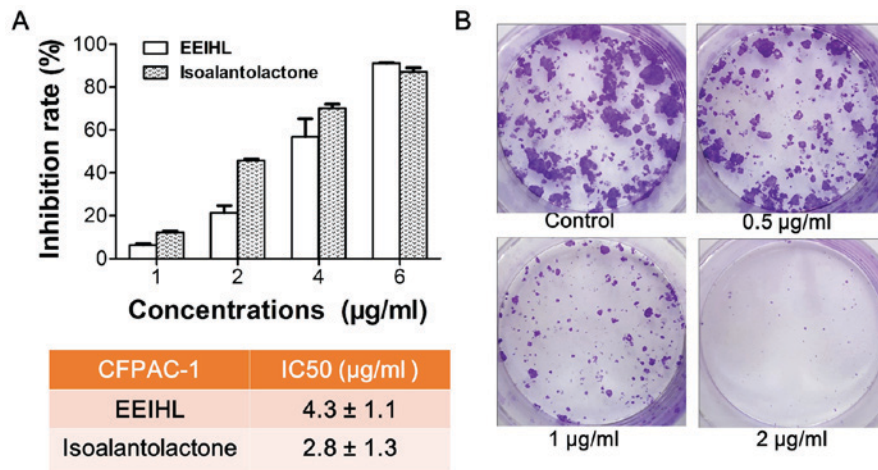 A
Inhibition rate (%)
100
80
60
40
20
0
EEIHL
Isoalantolactone
1 2 4 6
Concentrations (µg/ml)
CFPAC-1 IC50 (µg/ml )
EEIHL 4.3 ± 1.1
Isoalantolactone 2.8 ± 1.3
B
Control 0.5 µg/ml
1 µg/ml 2 µg/ml